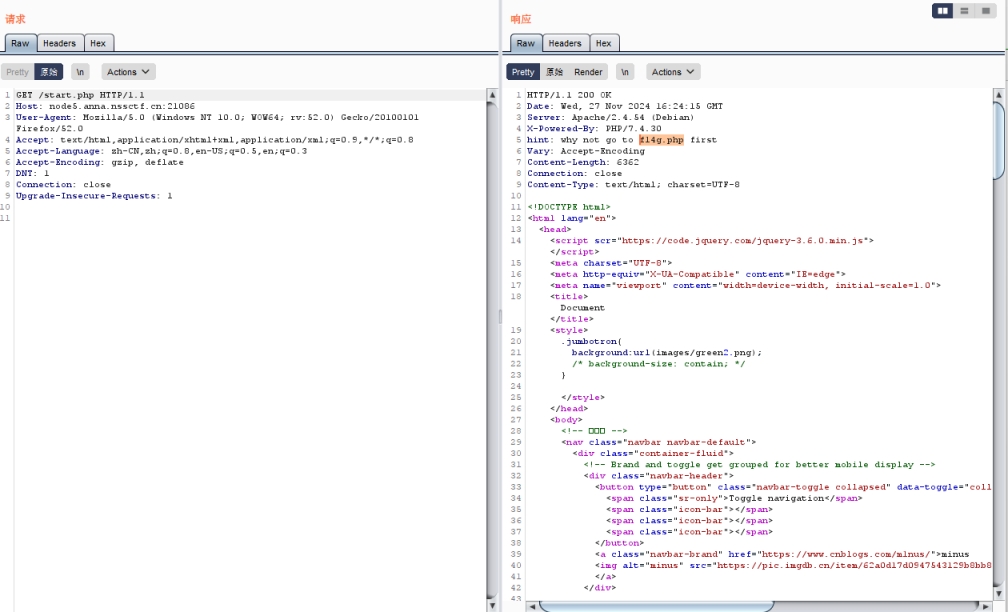 请求
Raw Headers Hex
Pretty 原始 \n Actions
1 GET /start.php HTTP/1.1
2 Host: node5.anna.nssctf.cn:21086
3 User-Agent: Mozilla/5.0 (Windows NT 10.0; WOW64; rv:52.0) Gecko/20100101
Firefox/52.0
4 Accept: text/html,application/xhtml+xml,application/xml;q=0.9,*/*;q=0.8
5 Accept-Language: zh-CN,zh;q=0.8,en-US;q=0.5,en;q=0.3
6 Accept-Encoding: gzip, deflate
7 DNT: 1
8 Connection: close
9 Upgrade-Insecure-Requests: 1
10
11
响应
Raw Headers Hex
Pretty 原始 Render \n Actions
1 HTTP/1.1 200 OK
2 Date: Wed, 27 Nov 2024 16:24:15 GMT
3 Server: Apache/2.4.54 (Debian)
4 X-Powered-By: PHP/7.4.30
5 hint: why not go to fl4g.php first
6 Vary: Accept-Encoding
7 Content-Length: 6362
8 Connection: close
9 Content-Type: text/html; charset=UTF-8
10
11 <!DOCTYPE html>
12 <html lang="en">
13 <head>
14 <script scr="https://code.jquery.com/jquery-3.6.0.min.js">
</script>
15 <meta charset="UTF-8">
16 <meta http-equiv="X-UA-Compatible" content="IE=edge">
17 <meta name="viewport" content="width=device-width, initial-scale=1.0">
18 <title>
Document
</title>
19 <style>
20 .jumbotron{
21 background:url(images/green2.png);
22 /* background-size: contain; */
23 }
24
25 </style>
26 </head>
27 <body>
28 <!-- □□□ -->
29 <nav class="navbar navbar-default">
30 <div class="container-fluid">
31 <!-- Brand and toggle get grouped for better mobile display -->
32 <div class="navbar-header">
33 <button type="button" class="navbar-toggle collapsed" data-toggle="coll
34 <span class="sr-only">Toggle navigation</span>
35 <span class="icon-bar"></span>
36 <span class="icon-bar"></span>
37 <span class="icon-bar"></span>
38 </button>
39 <a class="navbar-brand" href="https://www.cnblogs.com/mlnus/">minus
40 <img alt="minus" src="https://pic.imgdb.cn/item/62a0d17d0947543129b8bb8
41 </a>
42 </div>
43